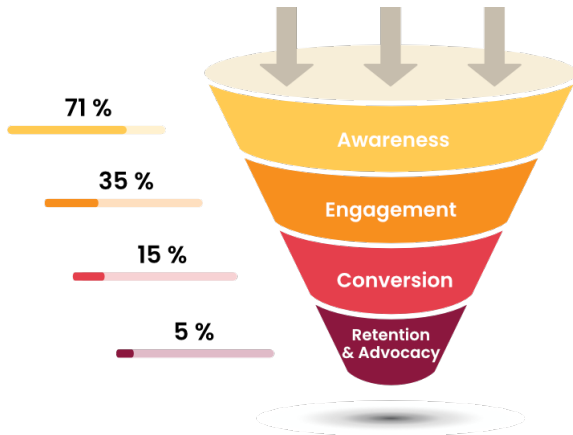 71 %
Awareness
35 %
Engagement
15 %
Conversion
5 %
Retention
& Advocacy